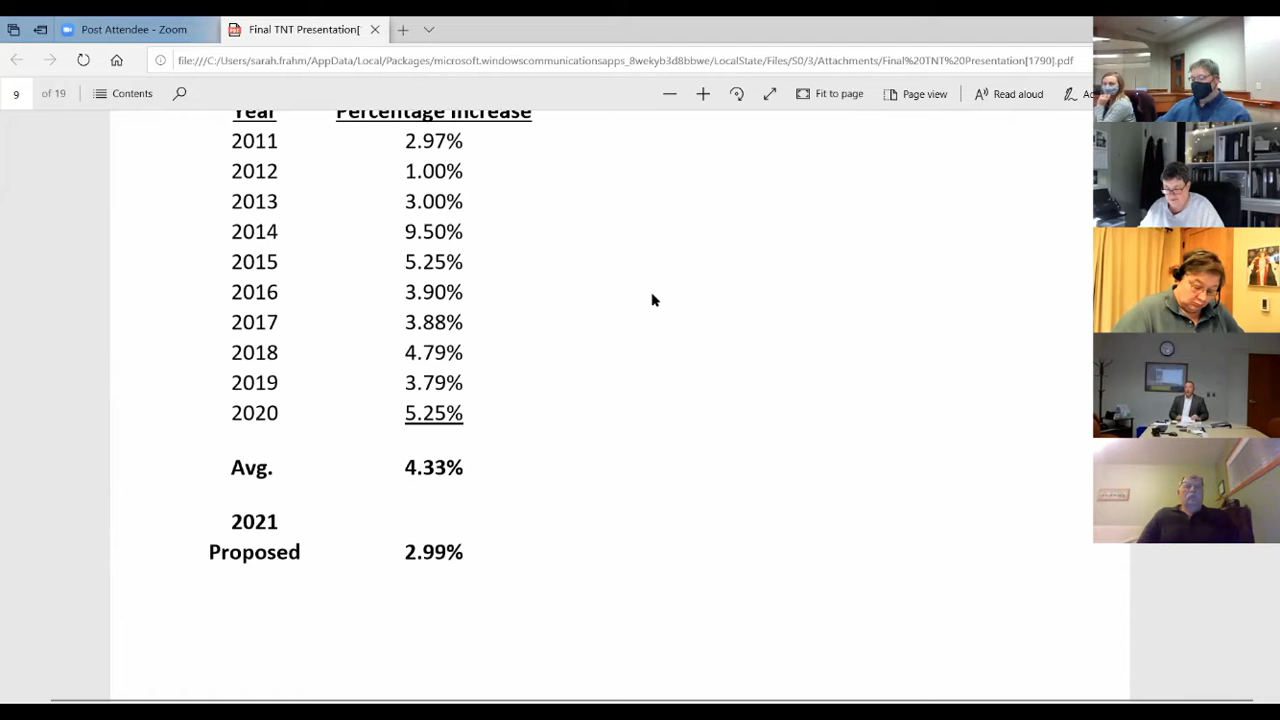 Post Attendee - Zoom
Final TNT Presentation[
file:///C:/Users/sarah.frahm/AppData/Local/Packages/microsoft.windowscommunicationsapps_8wekyb3d8bbwe/LocalState/Files/S0/3/Attachments/Final%20TNT%20Presentation[1790].pdf
9 of 19 Contents Fit to page Page view Read aloud
Year Percentage Increase
2011 2.97%
2012 1.00%
2013 3.00%
2014 9.50%
2015 5.25%
2016 3.90%
2017 3.88%
2018 4.79%
2019 3.79%
2020 5.25%
Avg. 4.33%
2021
Proposed 2.99%